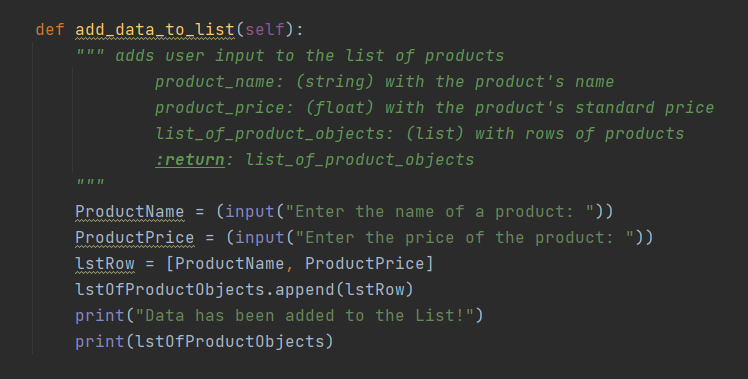 def add_data_to_list(self):
    """ adds user input to the list of products
            product_name: (string) with the product's name
            product_price: (float) with the product's standard price
            list_of_product_objects: (list) with rows of products
            :return: list_of_product_objects
    """
    ProductName = (input("Enter the name of a product: "))
    ProductPrice = (input("Enter the price of the product: "))
    lstRow = [ProductName, ProductPrice]
    lstOfProductObjects.append(lstRow)
    print("Data has been added to the List!")
    print(lstOfProductObjects)